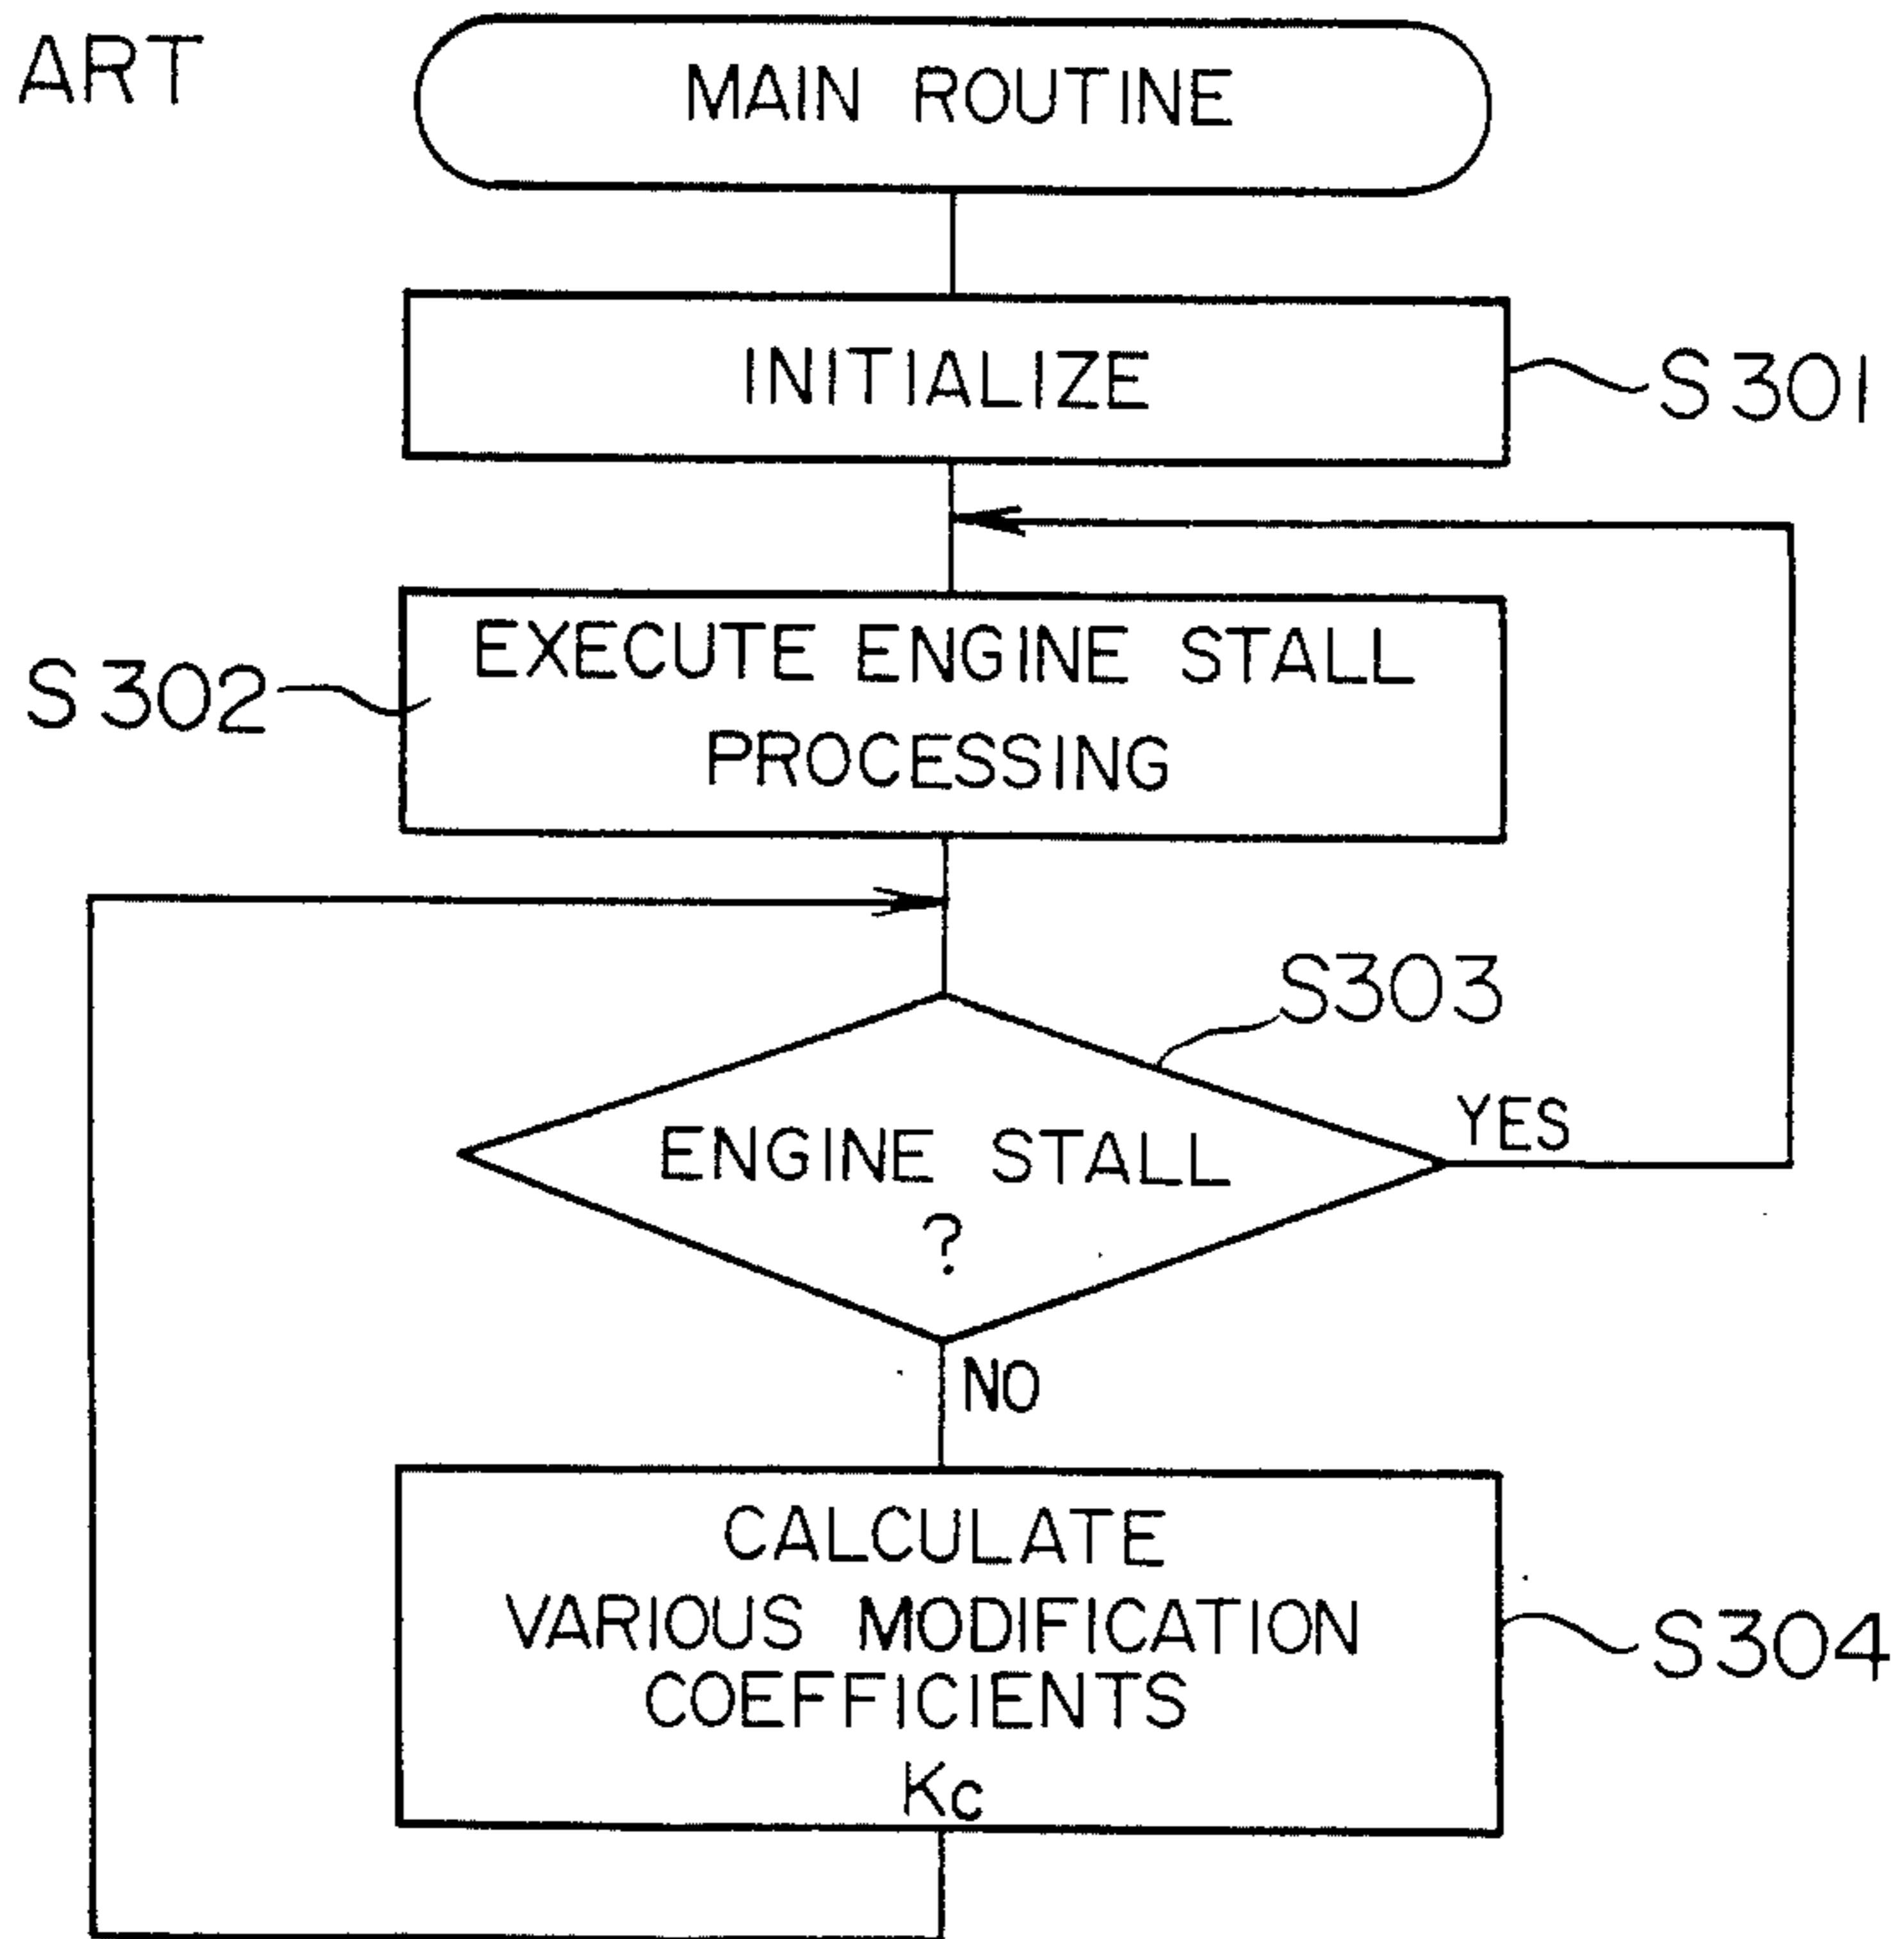 ART
MAIN ROUTINE
INITIALIZE
S301
EXECUTE ENGINE STALL
PROCESSING
S302
S303
ENGINE STALL
?
YES
NO
CALCULATE
VARIOUS MODIFICATION
COEFFICIENTS
Kc
S304